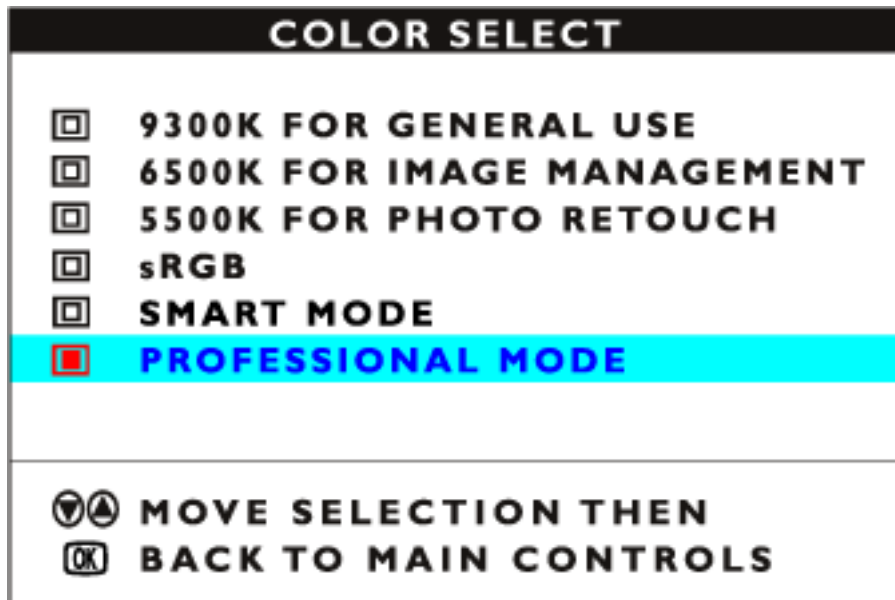 COLOR SELECT
9300K FOR GENERAL USE
6500K FOR IMAGE MANAGEMENT
5500K FOR PHOTO RETOUCH
sRGB
SMART MODE
PROFESSIONAL MODE
MOVE SELECTION THEN
OK BACK TO MAIN CONTROLS